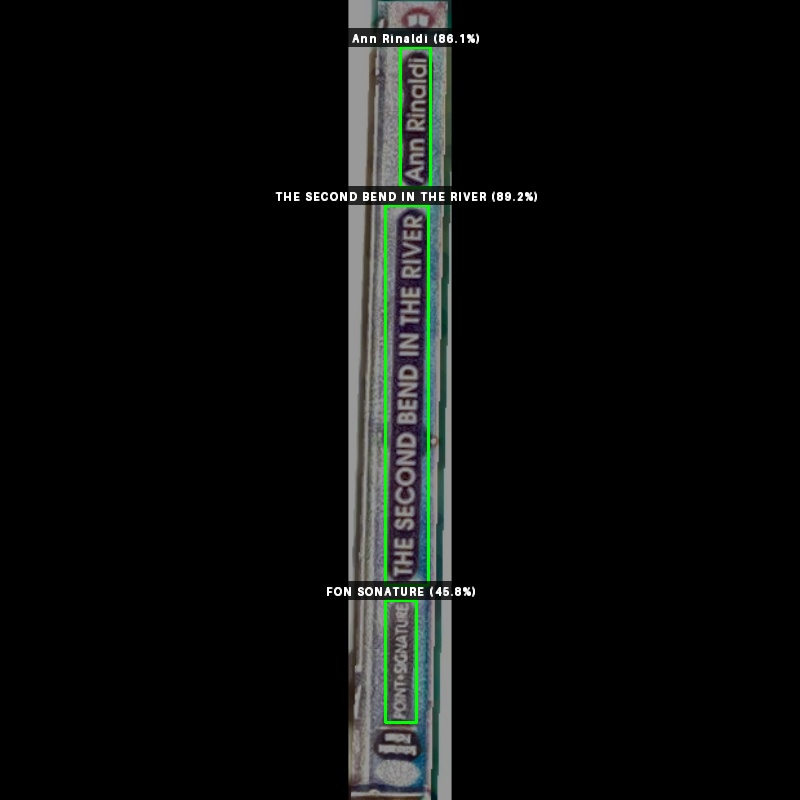 Ann Rinaldi (86.1%)
Ann Rinaldi
THE SECOND BEND IN THE RIVER (89.2%)
THE SECOND BEND IN THE RIVER
FON SONATURE (45.8%)
POINT•SIGNATURE